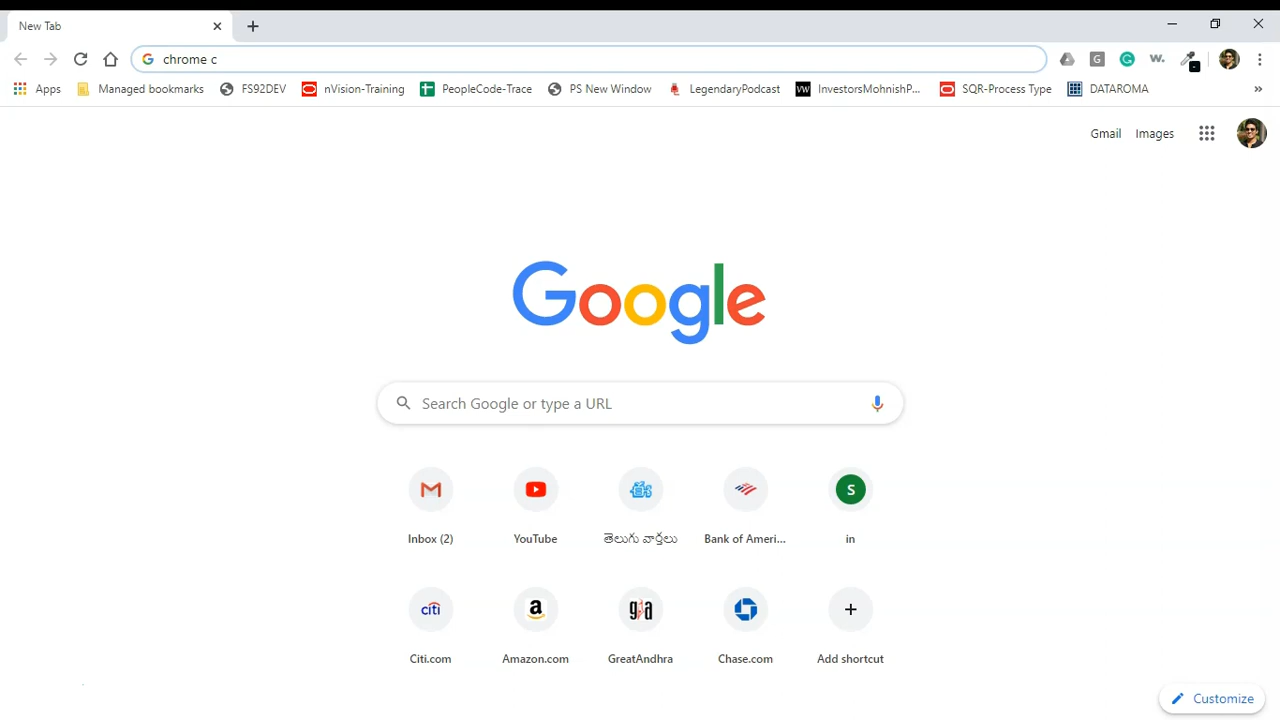 New Tab
chrome c
G
w.
Apps
Managed bookmarks
FS92DEV
nVision-Training
PeopleCode-Trace
PS New Window
LegendaryPodcast
VW
InvestorsMohnishP...
SQR-Process Type
DATAROMA
»
Gmail
Images
Google
Search Google or type a URL
S
Inbox (2)
YouTube
తెలుగు వార్తలు
Bank of Ameri...
in
citi
a
g!a
Citi.com
Amazon.com
GreatAndhra
Chase.com
Add shortcut
Customize